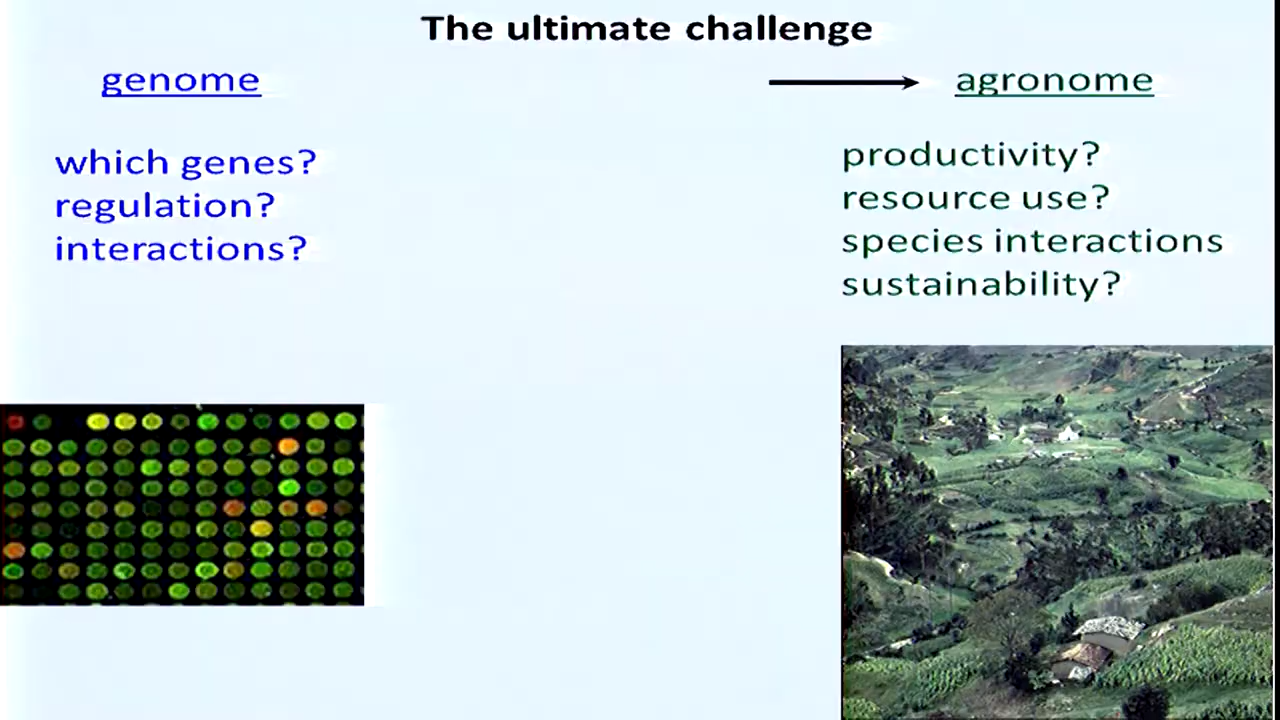 The ultimate challenge
genome
agronome
which genes?
regulation?
interactions?
productivity?
resource use?
species interactions
sustainability?